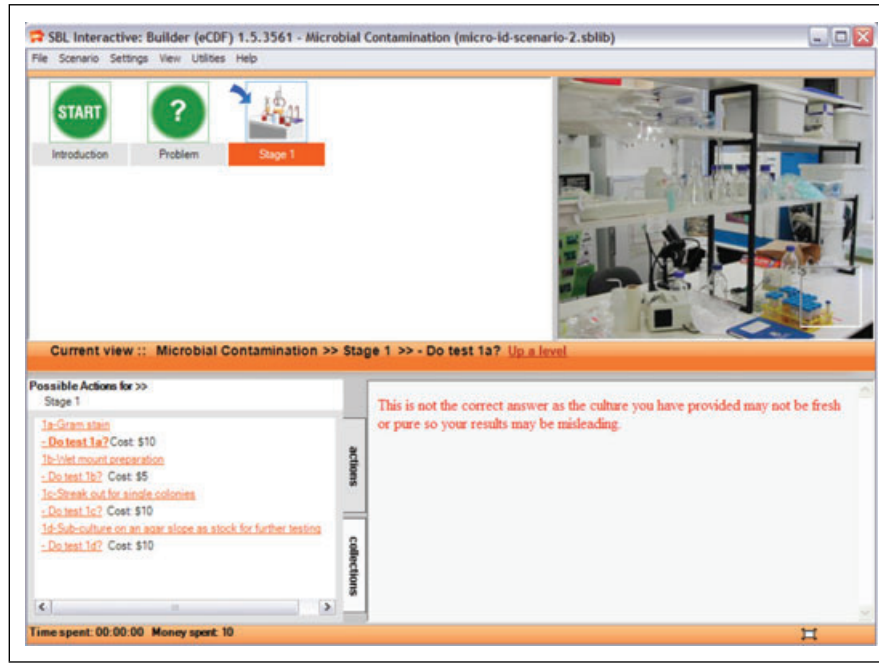 SBL Interactive: Builder (eCDF) 1.5.3561 - Microbial Contamination (micro-id-scenario-2.sblib)
File Scenario Settings View Utilities Help
START
?
Introduction Problem Stage 1
Current view :: Microbial Contamination >> Stage 1 >> - Do test 1a? Up a level
Possible Actions for >>
Stage 1
1a-Gram stain
- Do test 1a? Cost: $10
1b-Wet mount preparation
- Do test 1b? Cost: $5
1c-Streak out for single colonies
- Do test 1c? Cost: $10
1d-Sub-culture on an agar slope as stock for further testing
- Do test 1d? Cost: $10
actions
collections
This is not the correct answer as the culture you have provided may not be fresh
or pure so your results may be misleading.
Time spent: 00:00:00 Money spent: 10